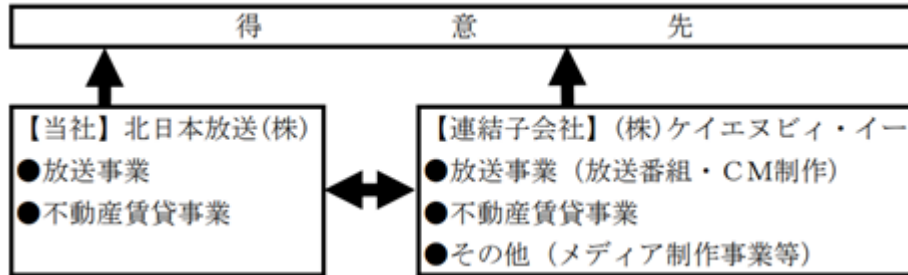 得意先
【当社】北日本放送(株)
●放送事業
●不動産賃貸事業
【連結子会社】(株)ケイエヌビィ・イー
●放送事業(放送番組・CM制作)
●不動産賃貸事業
●その他(メディア制作事業等)